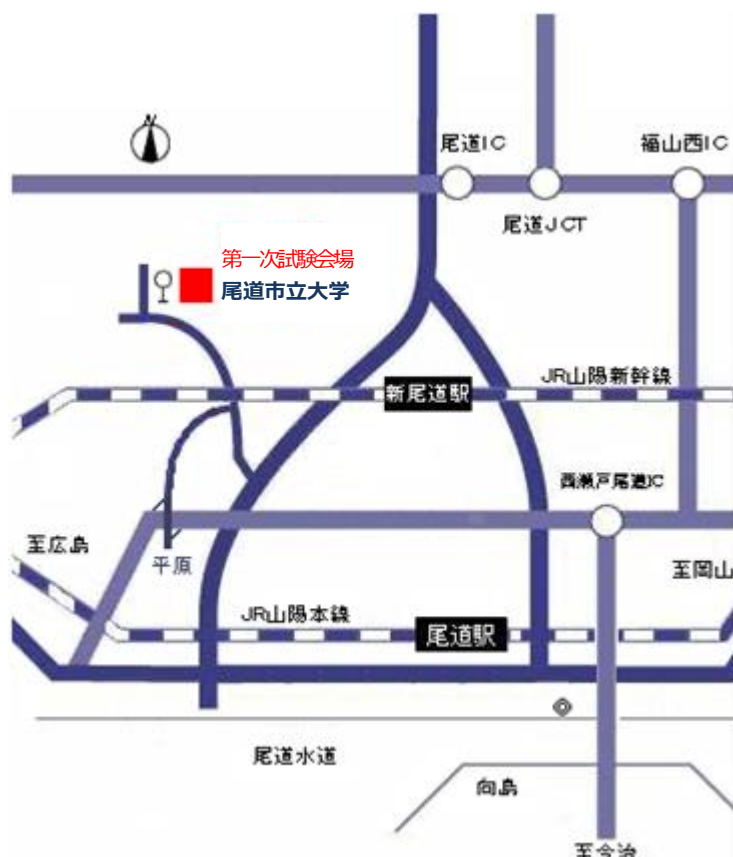 N
尾道IC
福山西IC
尾道JCT
第一次試験会場
尾道市立大学
JR山陽新幹線
新尾道駅
西瀬戸尾道IC
至広島
平原
至岡山
JR山陽本線
尾道駅
尾道水道
向島
至今治